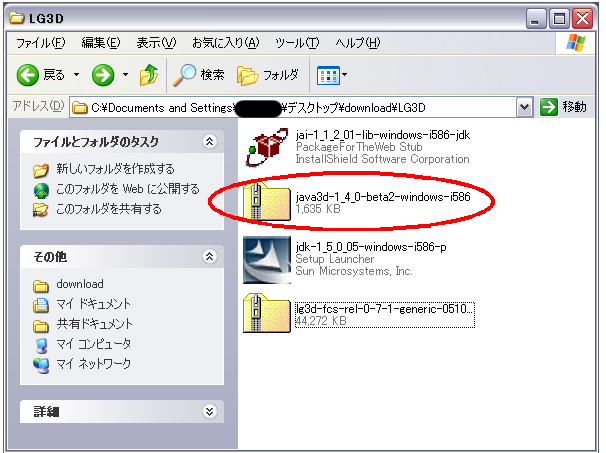 LG3D
ファイル(F) 編集(E) 表示(V) お気に入り(A) ツール(T) ヘルプ(H)
戻る 検索 フォルダ
アドレス(D) C:¥Documents and Settings¥ ¥デスクトップ¥download¥LG3D 移動
ファイルとフォルダのタスク
新しいフォルダを作成する
このフォルダを Web に公開する
このフォルダを共有する
その他
download
マイ ドキュメント
共有ドキュメント
マイ コンピュータ
マイ ネットワーク
詳細
jai-1_1_2_01-lib-windows-i586-jdk
PackageForTheWeb Stub
InstallShield Software Corporation
java3d-1_4_0-beta2-windows-i586
1,635 KB
jdk-1_5_0_05-windows-i586-p
Setup Launcher
Sun Microsystems, Inc.
lg3d-fcs-rel-0-7-1-generic-0510...
44,272 KB